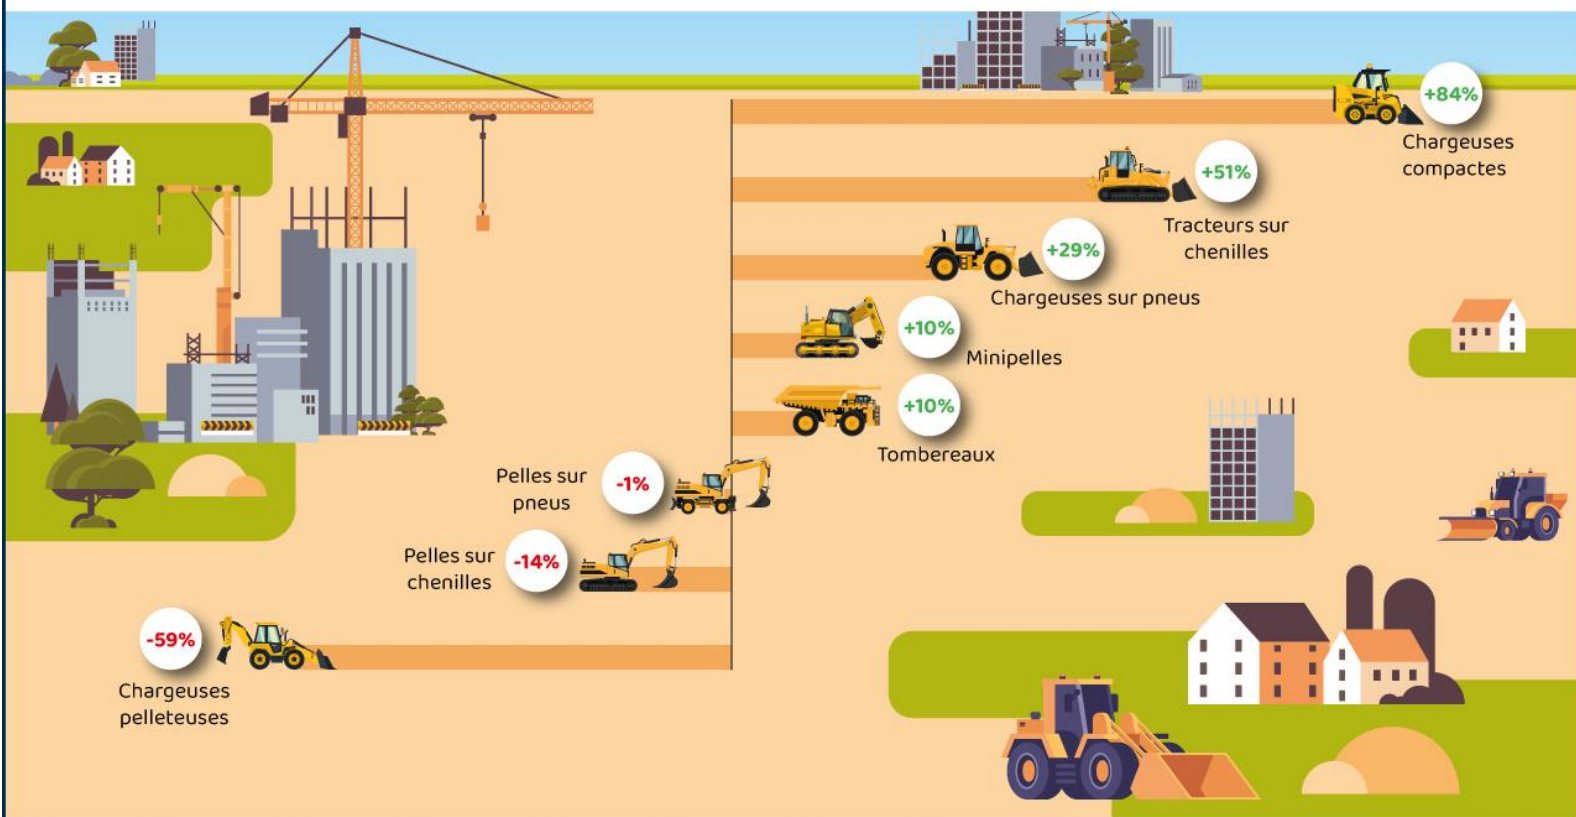 +84%
Chargeuses
compactes
+51%
Tracteurs sur
chenilles
+29%
Chargeuses sur pneus
+10%
Minipelles
+10%
Tombereaux
Pelles sur
pneus
-1%
Pelles sur
chenilles
-14%
-59%
Chargeuses
pelleteuses